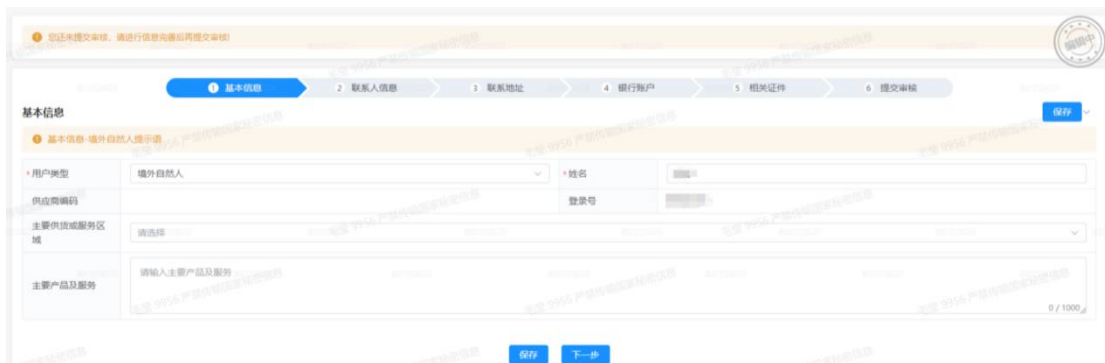 您还未提交审核，请进行信息完善后再提交审核!
编辑中
1 基本信息 2 联系人信息 3 联系地址 4 银行账户 5 相关证件 6 提交审核
基本信息 保存
基本信息-境外自然人提示语
*用户类型 境外自然人 *姓名
供应商编码 登录号
主要供货或服务区域 请选择
主要产品及服务 请输入主要产品及服务
0 / 1000
保存 下一步